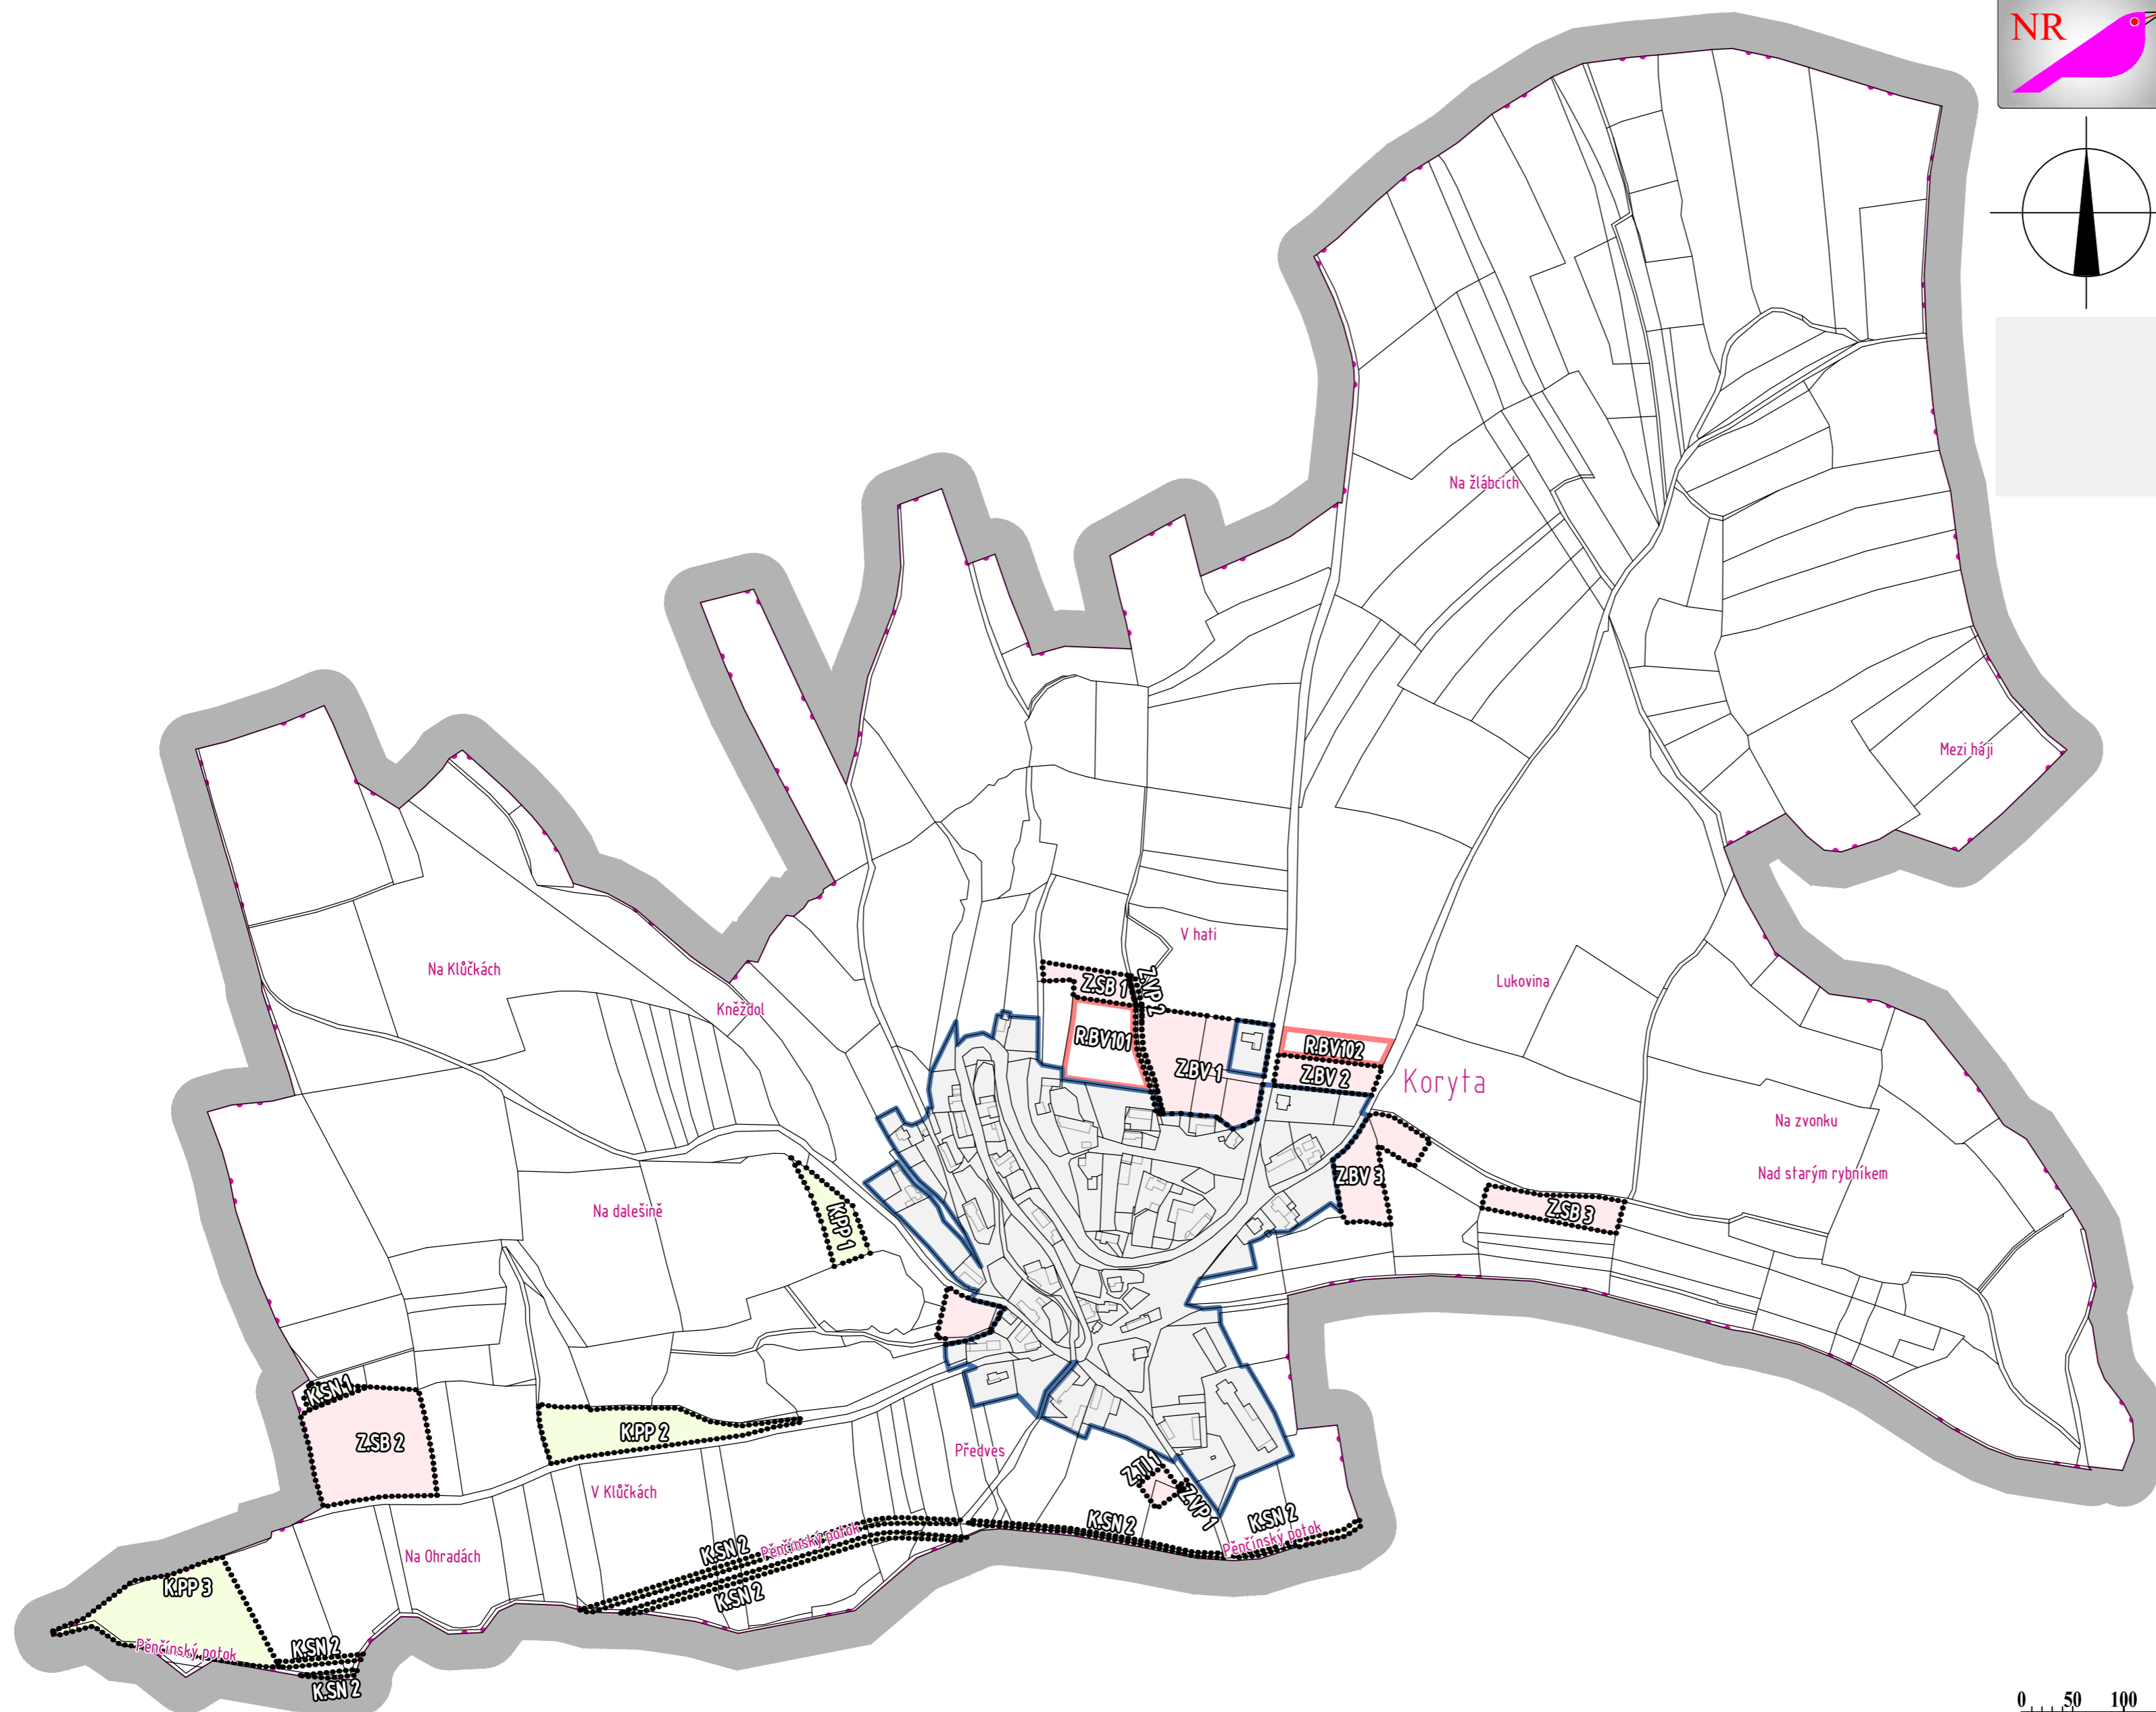 NR
Na žlábcích
Mezi háji
V hati
Na Klůčkách
Lukovina
Kněždol
Z.SB 1
Z.VP 2
R.BV101
R.BV102
Z.BV 1
Z.BV 2
Koryta
Na zvonku
Z.BV 3
Nad starým rybníkem
Na dalešině
K.PP 1
Z.SB 3
K.SN 1
Z.SB 2
K.PP 2
Předves
Z.TI 1
V Klůčkách
Z.VP 1
K.SN 2
K.SN 2
Pěnčínský potok
K.SN 2
Pěnčínský potok
Na Ohradách
K.PP 3
K.SN 2
Pěnčínský potok
K.SN 2
K.SN 2
0 50 100